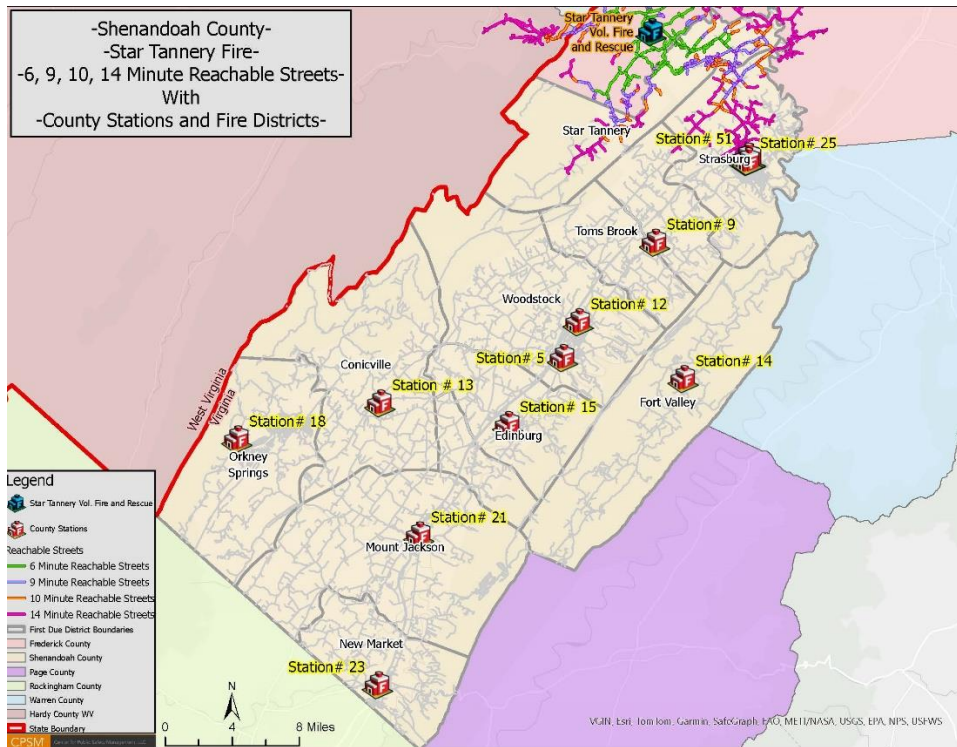 -Shenandoah County-
-Star Tannery Fire-
-6, 9, 10, 14 Minute Reachable Streets-
With
-County Stations and Fire Districts-
Star Tannery
Vol. Fire
and Rescue
Star Tannery
Station# 51
Station# 25
Strasburg
Station# 9
Toms Brook
Woodstock
Station# 12
Station# 5
Conicville
Station # 13
Station# 14
Fort Valley
Station# 15
Edinburg
West Virginia
Virginia
Station# 18
Orkney
Springs
Station# 21
Mount Jackson
New Market
Station# 23
Legend
Star Tannery Vol. Fire and Rescue
County Stations
Reachable Streets
6 Minute Reachable Streets
9 Minute Reachable Streets
10 Minute Reachable Streets
14 Minute Reachable Streets
First Due District Boundaries
Frederick County
Shenandoah County
Page County
Rockingham County
Warren County
Hardy County WV
State Boundary
CPSM
Center for Public Safety Management, LLC
N
0 4 8 Miles
VGIN, Esri, TomTom, Garmin, SafeGraph, FAO, METI/NASA, USGS, EPA, NPS, USFWS